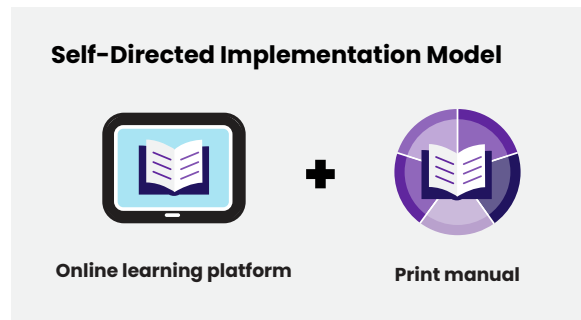 Self-Directed Implementation Model
Online learning platform
Print manual